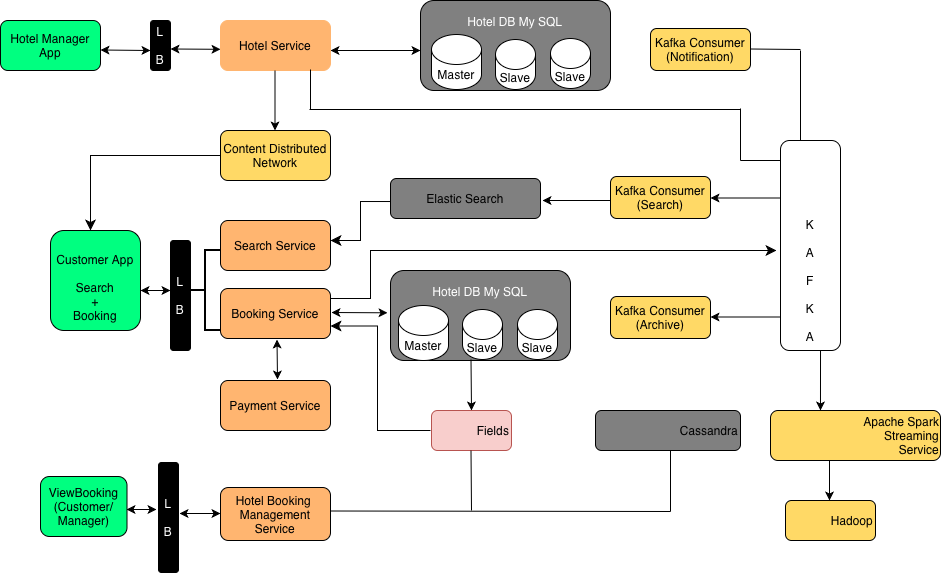 Hotel Manager
App
L
B
Hotel Service
Hotel DB My SQL
Master
Slave
Slave
Kafka Consumer
(Notification)
Content Distributed
Network
Elastic Search
Kafka Consumer
(Search)
K
A
F
K
A
Customer App
Search
+
Booking
L
B
Search Service
Booking Service
Hotel DB My SQL
Master
Slave
Slave
Kafka Consumer
(Archive)
Payment Service
Fields
Cassandra
Apache Spark
Streaming
Service
ViewBooking
(Customer/
Manager)
L
B
Hotel Booking
Management
Service
Hadoop